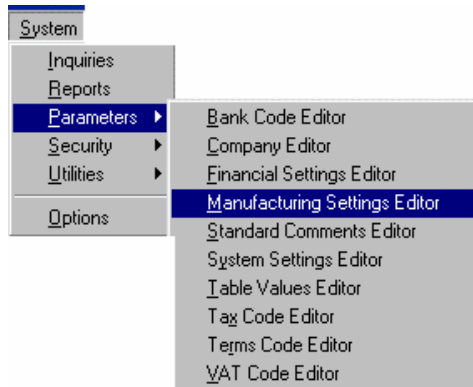 System
Inquiries
Reports
Parameters
Security
Utilities
Options
Bank Code Editor
Company Editor
Financial Settings Editor
Manufacturing Settings Editor
Standard Comments Editor
System Settings Editor
Table Values Editor
Tax Code Editor
Terms Code Editor
VAT Code Editor